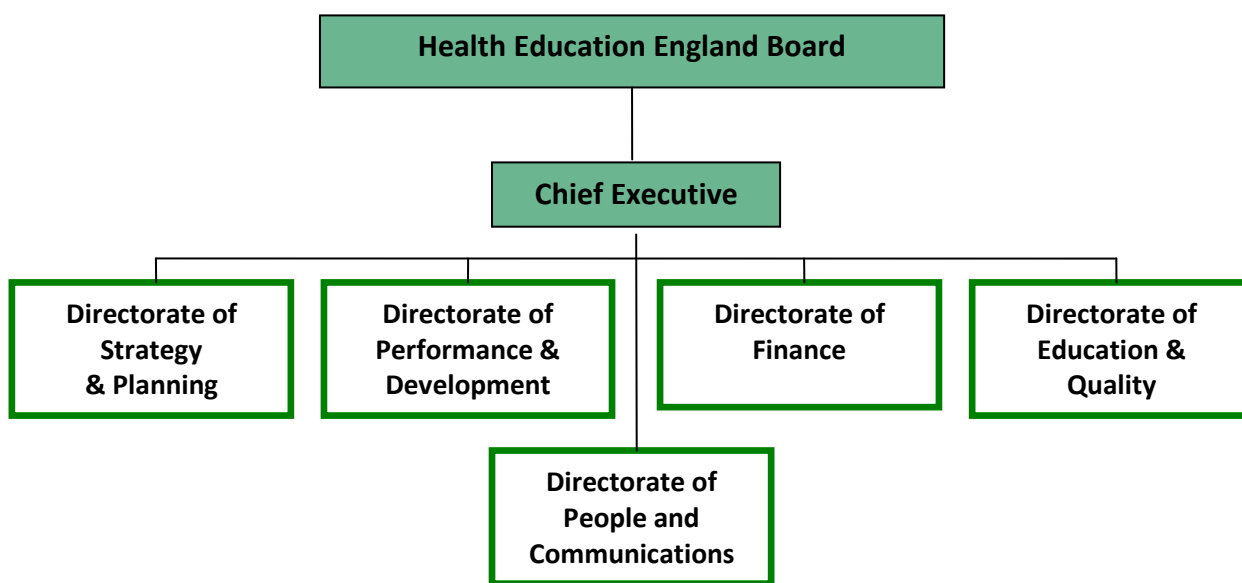 Health Education England Board
Chief Executive
Directorate of
Strategy
& Planning
Directorate of
Performance &
Development
Directorate of
Finance
Directorate of
Education &
Quality
Directorate of
People and
Communications